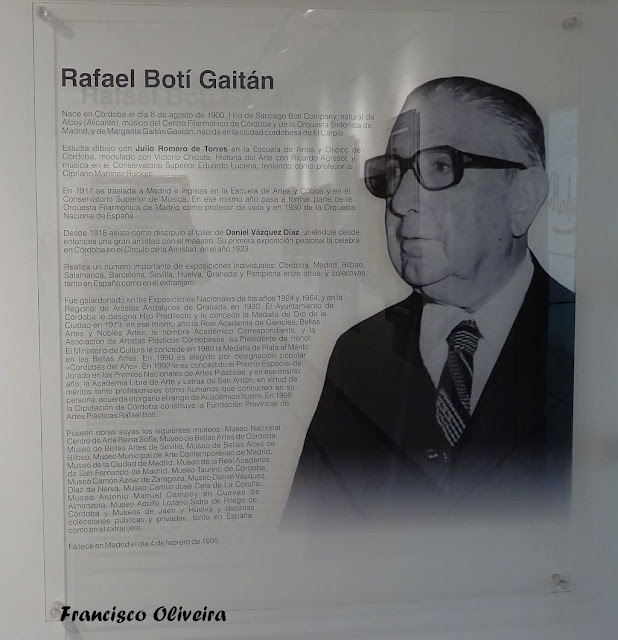 Rafael Botí Gaitán
Nace en Córdoba el día 8 de agosto de 1900. Hijo de Santiago Botí Company, natural de
Alcoy (Alicante), músico del Centro Filarmónico de Córdoba y de la Orquesta Sinfónica de
Madrid, y de Margarita Gaitán Gavilán, nacida en la ciudad cordobesa de El Carpio.
Estudia dibujo con Julio Romero de Torres en la Escuela de Artes y Oficios de
Córdoba, modelado con Victorio Chicote, Historia del Arte con Ricardo Agrasot, y
música en el Conservatorio Superior Eduardo Lucena, teniendo como profesor a
Cipriano Martínez Rücker.
En 1917 se traslada a Madrid e ingresa en la Escuela de Artes y Oficios y en el
Conservatorio Superior de Música. En ese mismo año pasa a formar parte de la
Orquesta Filarmónica de Madrid como profesor de viola y en 1930 de la Orquesta
Nacional de España.
Desde 1918 asiste como discípulo al taller de Daniel Vázquez Díaz, uniéndole desde
entonces una gran amistad con el maestro. Su primera exposición personal la celebra
en Córdoba en el Círculo de la Amistad, en el año 1923.
Realiza un número importante de exposiciones individuales: Córdoba, Madrid, Bilbao,
Salamanca, Barcelona, Sevilla, Huelva, Granada y Pamplona entre otras, y colectivas,
tanto en España como en el extranjero.
Fue galardonado en las Exposiciones Nacionales de los años 1924 y 1964, y en la
Regional de Artistas Andaluces de Granada en 1930. El Ayuntamiento de
Córdoba le designa Hijo Predilecto y le concede la Medalla de Oro de la
Ciudad en 1979; en ese mismo año la Real Academia de Ciencias, Bellas
Artes y Nobles Artes, le nombra Académico Correspondiente, y la
Asociación de Artistas Plásticos Cordobeses, su Presidente de Honor.
El Ministerio de Cultura le concede en 1980 la Medalla de Plata al Mérito
en las Bellas Artes. En 1990 es elegido por designación popular
«Cordobés del Año». En 1992 le es concedido el Premio Especial del
Jurado en los Premios Nacionales de Artes Plásticas, y en ese mismo
año, la Academia Libre de Arte y Letras de San Antón, en virtud de
méritos tanto profesionales como humanos que concurren en su
persona, acuerda otorgarle el rango de Académico Ilustre. En 1998
la Diputación de Córdoba constituye la Fundación Provincial de
Artes Plásticas Rafael Botí.
Poseen obras suyas los siguientes museos: Museo Nacional
Centro de Arte Reina Sofía, Museo de Bellas Artes de Córdoba,
Museo de Bellas Artes de Sevilla, Museo de Bellas Artes de
Bilbao, Museo Municipal de Arte Contemporáneo de Madrid,
Museo de la Ciudad de Madrid, Museo de la Real Academia
de San Fernando de Madrid, Museo Taurino de Córdoba,
Museo Camón Aznar de Zaragoza, Museo Daniel Vázquez
Díaz de Nerva, Museo Camilo José Cela de La Coruña,
Museo Antonio Manuel Campoy en Cuevas de
Almanzora, Museo Adolfo Lozano Sidro de Priego de
Córdoba y Museos de Jaén y Huelva y distintas
colecciones públicas y privadas, tanto en España
como en el extranjero.
Fallece en Madrid el día 4 de febrero de 1995.
Francisco Oliveira